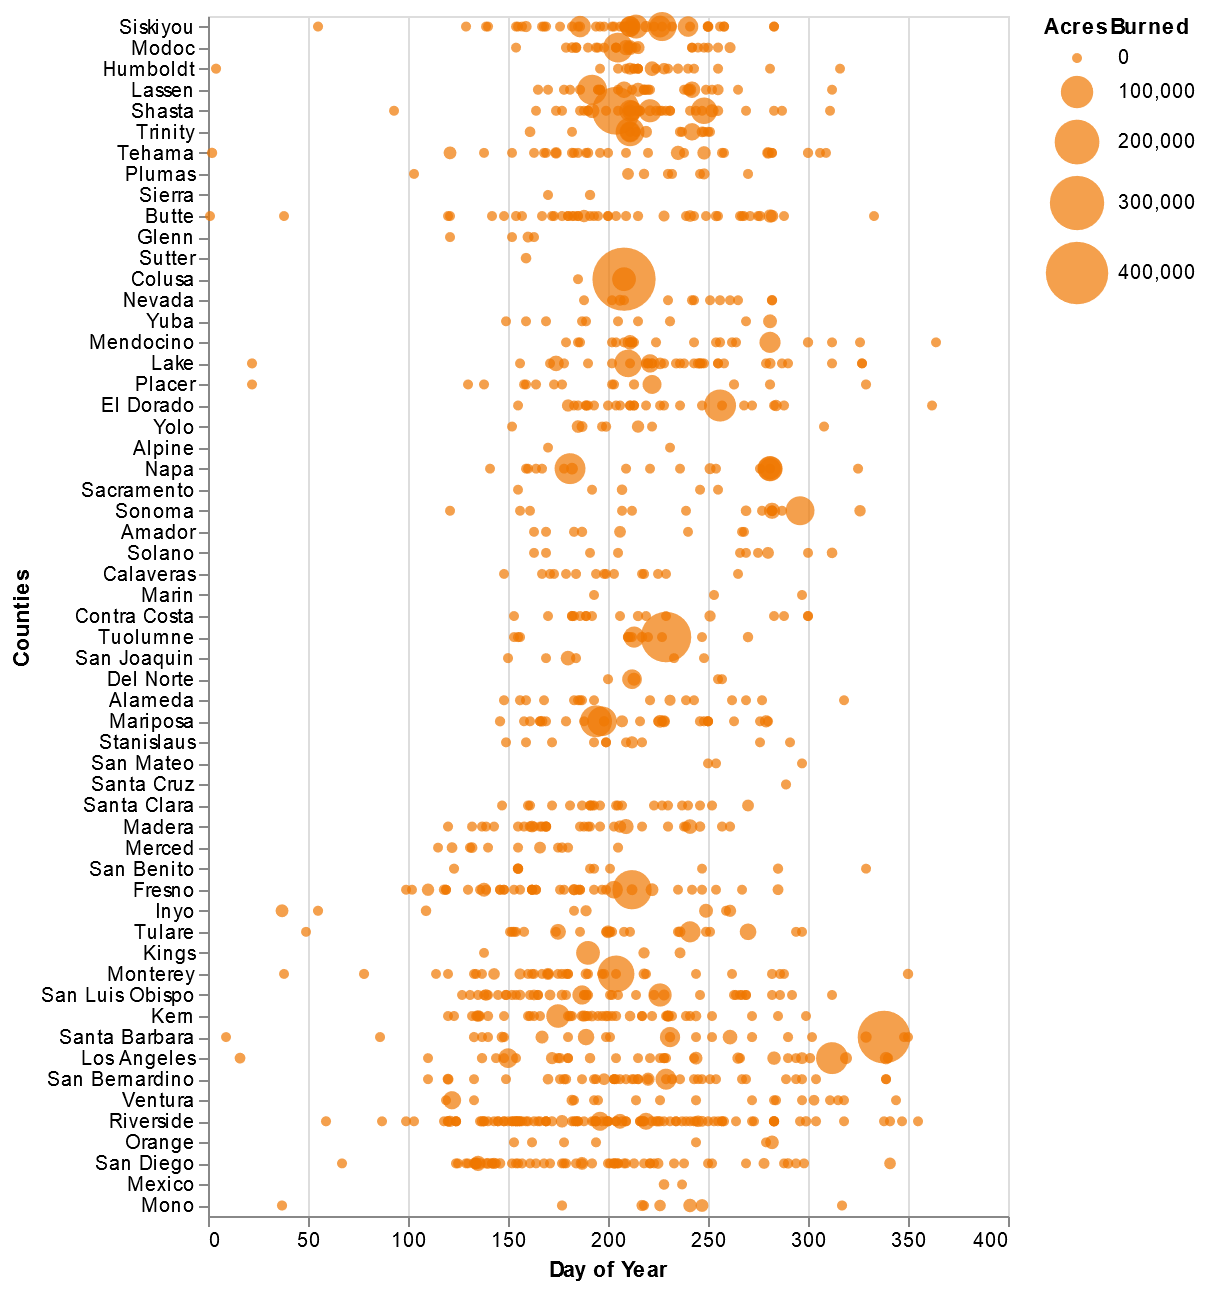 Siskiyou
Modoc
Humboldt
Lassen
Shasta
Trinity
Tehama
Plumas
Sierra
Butte
Glenn
Sutter
Colusa
Nevada
Yuba
Mendocino
Lake
Placer
El Dorado
Yolo
Alpine
Napa
Sacramento
Sonoma
Amador
Solano
Calaveras
Marin
Contra Costa
Tuolumne
San Joaquin
Del Norte
Alameda
Mariposa
Stanislaus
San Mateo
Santa Cruz
Santa Clara
Madera
Merced
San Benito
Fresno
Inyo
Tulare
Kings
Monterey
San Luis Obispo
Kern
Santa Barbara
Los Angeles
San Bernardino
Ventura
Riverside
Orange
San Diego
Mexico
Mono
Counties
0 50 100 150 200 250 300 350 400
Day of Year
AcresBurned
0
100,000
200,000
300,000
400,000